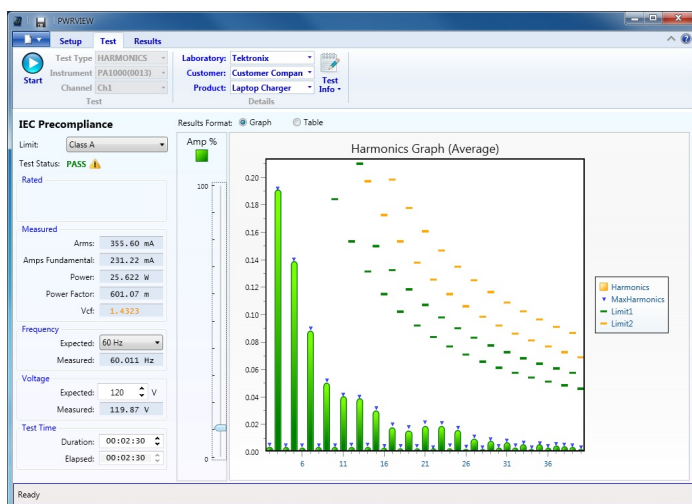 PWRVIEW
Setup Test Results
Test Type HARMONICS
Instrument PA1000(0013)
Channel Ch1
Start
Test
Laboratory: Tektronix
Customer: Customer Compan
Product: Laptop Charger
Test Info
Details
IEC Precompliance
Limit: Class A
Test Status: PASS
Rated
Measured
Arms: 355.60 mA
Amps Fundamental: 231.22 mA
Power: 25.622 W
Power Factor: 601.07 m
Vcf: 1.4323
Frequency
Expected: 60 Hz
Measured: 60.011 Hz
Voltage
Expected: 120 V
Measured: 119.87 V
Test Time
Duration: 00:02:30
Elapsed: 00:02:30
Results Format: Graph Table
Amp %
100
0
Harmonics Graph (Average)
0.20
0.18
0.16
0.14
0.12
0.10
0.08
0.06
0.04
0.02
0.00
6 11 16 21 26 31 36
Harmonics
MaxHarmonics
Limit1
Limit2
Ready